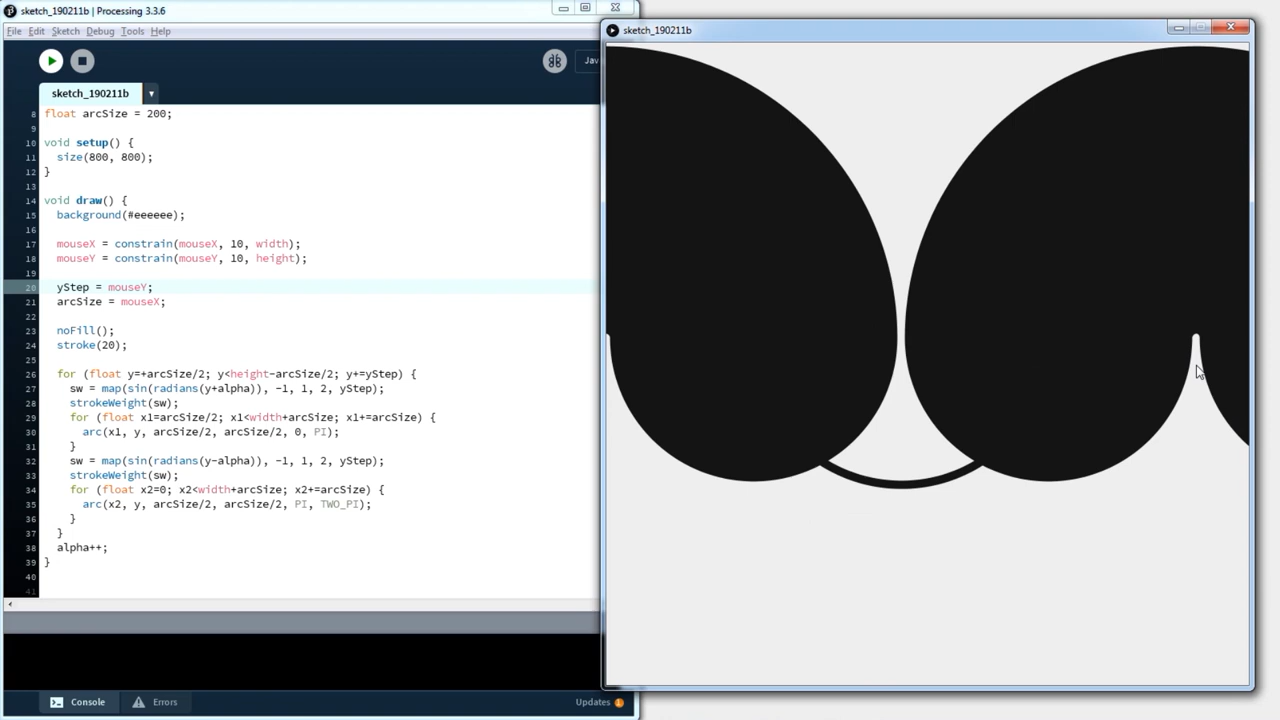 sketch_190211b | Processing 3.3.6
File Edit Sketch Debug Tools Help
Jav
sketch_190211b
8 float arcSize = 200;
9
10 void setup() {
11 size(800, 800);
12 }
13
14 void draw() {
15 background(#eeeeee);
16
17 mouseX = constrain(mouseX, 10, width);
18 mouseY = constrain(mouseY, 10, height);
19
20 yStep = mouseY;
21 arcSize = mouseX;
22
23 noFill();
24 stroke(20);
25
26 for (float y=+arcSize/2; y<height-arcSize/2; y+=yStep) {
27 sw = map(sin(radians(y+alpha)), -1, 1, 2, yStep);
28 strokeWeight(sw);
29 for (float x1=arcSize/2; x1<width+arcSize; x1+=arcSize) {
30 arc(x1, y, arcSize/2, arcSize/2, 0, PI);
31 }
32 sw = map(sin(radians(y-alpha)), -1, 1, 2, yStep);
33 strokeWeight(sw);
34 for (float x2=0; x2<width+arcSize; x2+=arcSize) {
35 arc(x2, y, arcSize/2, arcSize/2, PI, TWO_PI);
36 }
37 }
38 alpha++;
39 }
40
41
Console Errors
Updates 1
sketch_190211b